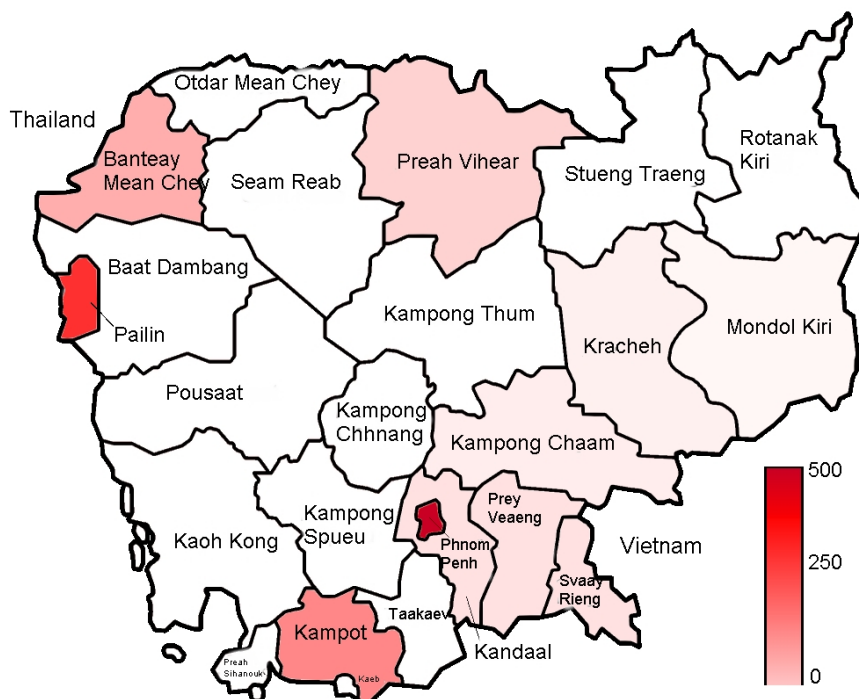 Otdar Mean Chey
Thailand
Banteay
Mean Chey
Seam Reab
Preah Vihear
Stueng Traeng
Rotanak
Kiri
Baat Dambang
Pailin
Kampong Thum
Kracheh
Mondol Kiri
Pousaat
Kampong
Chhnang
Kampong Chaam
Kaoh Kong
Kampong
Spueu
Phnom
Penh
Prey
Veaeng
Svaay
Rieng
Vietnam
500
250
0
Kampot
Taakaev
Kandaal
Preah
Sihanouk
Kaeb